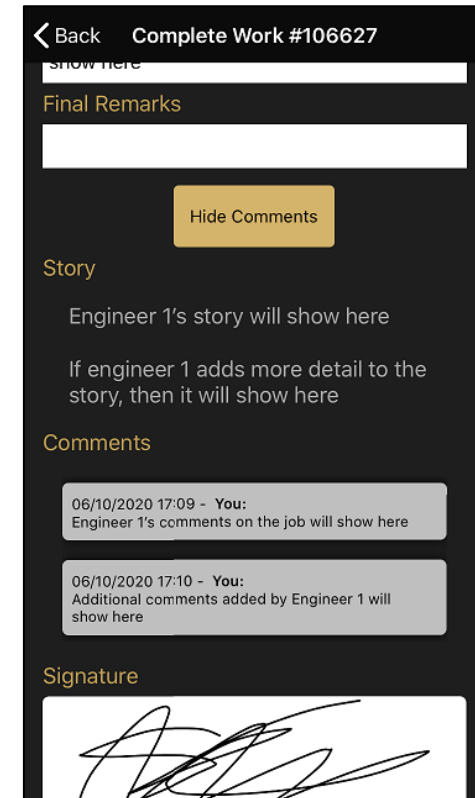 Back Complete Work #106627
show here
Final Remarks
Hide Comments
Story
Engineer 1's story will show here
If engineer 1 adds more detail to the
story, then it will show here
Comments
06/10/2020 17:09 - You:
Engineer 1's comments on the job will show here
06/10/2020 17:10 - You:
Additional comments added by Engineer 1 will
show here
Signature